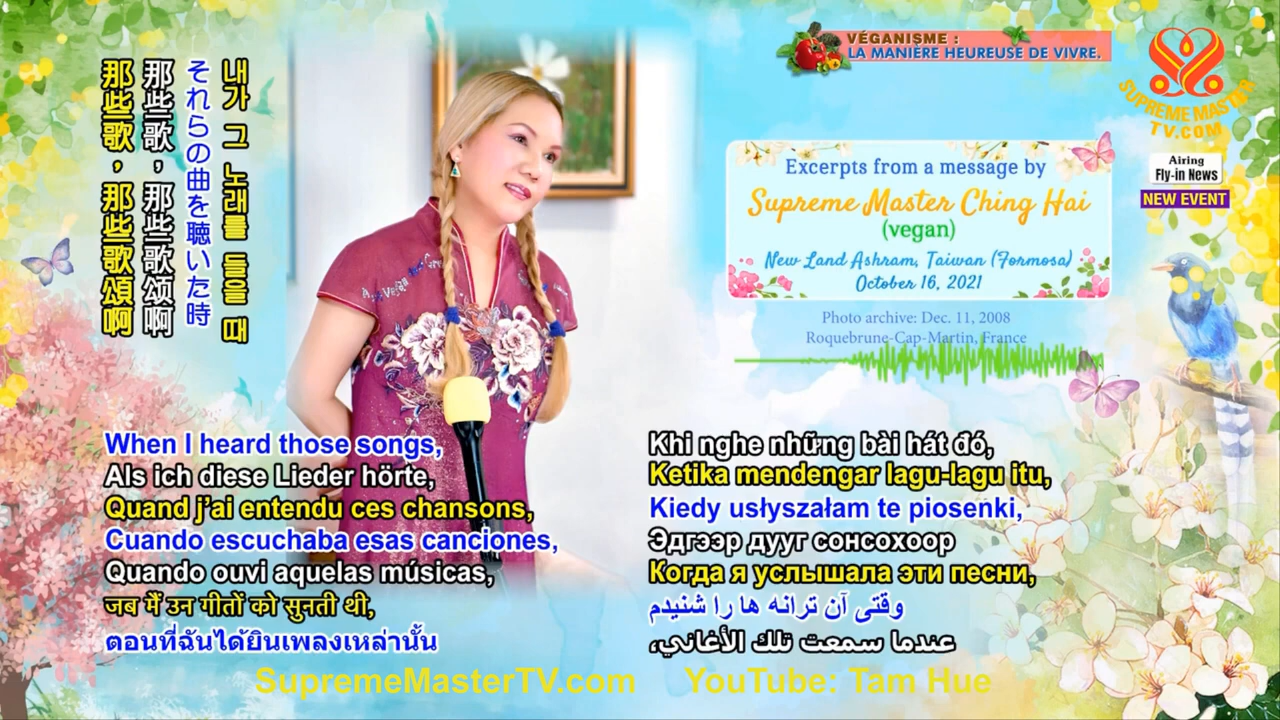 VÉGANISME :
LA MANIÈRE HEUREUSE DE VIVRE.
SUPREME MASTER
TV.COM
Airing
Fly-in News
NEW EVENT
Excerpts from a message by
Supreme Master Ching Hai
(vegan)
New Land Ashram, Taiwan (Formosa)
October 16, 2021
Photo archive: Dec. 11, 2008
Roquebrune-Cap-Martin, France
내가 그 노래를 들을 때
それらの曲を聴いた時
那些歌，那些歌颂啊
那些歌，那些歌頌啊
When I heard those songs,
Als ich diese Lieder hörte,
Quand j’ai entendu ces chansons,
Cuando escuchaba esas canciones,
Quando ouvi aquelas músicas,
जब मैं उन गीतों को सुनती थी,
ตอนที่ฉันได้ยินเพลงเหล่านั้น
Khi nghe những bài hát đó,
Ketika mendengar lagu-lagu itu,
Kiedy usłyszałam te piosenki,
Эдгээр дууг сонсохоор
Когда я услышала эти песни,
وقتی آن ترانه ها را شنیدم
عندما سمعت تلك الأغاني،
SupremeMasterTV.com
YouTube: Tam Hue